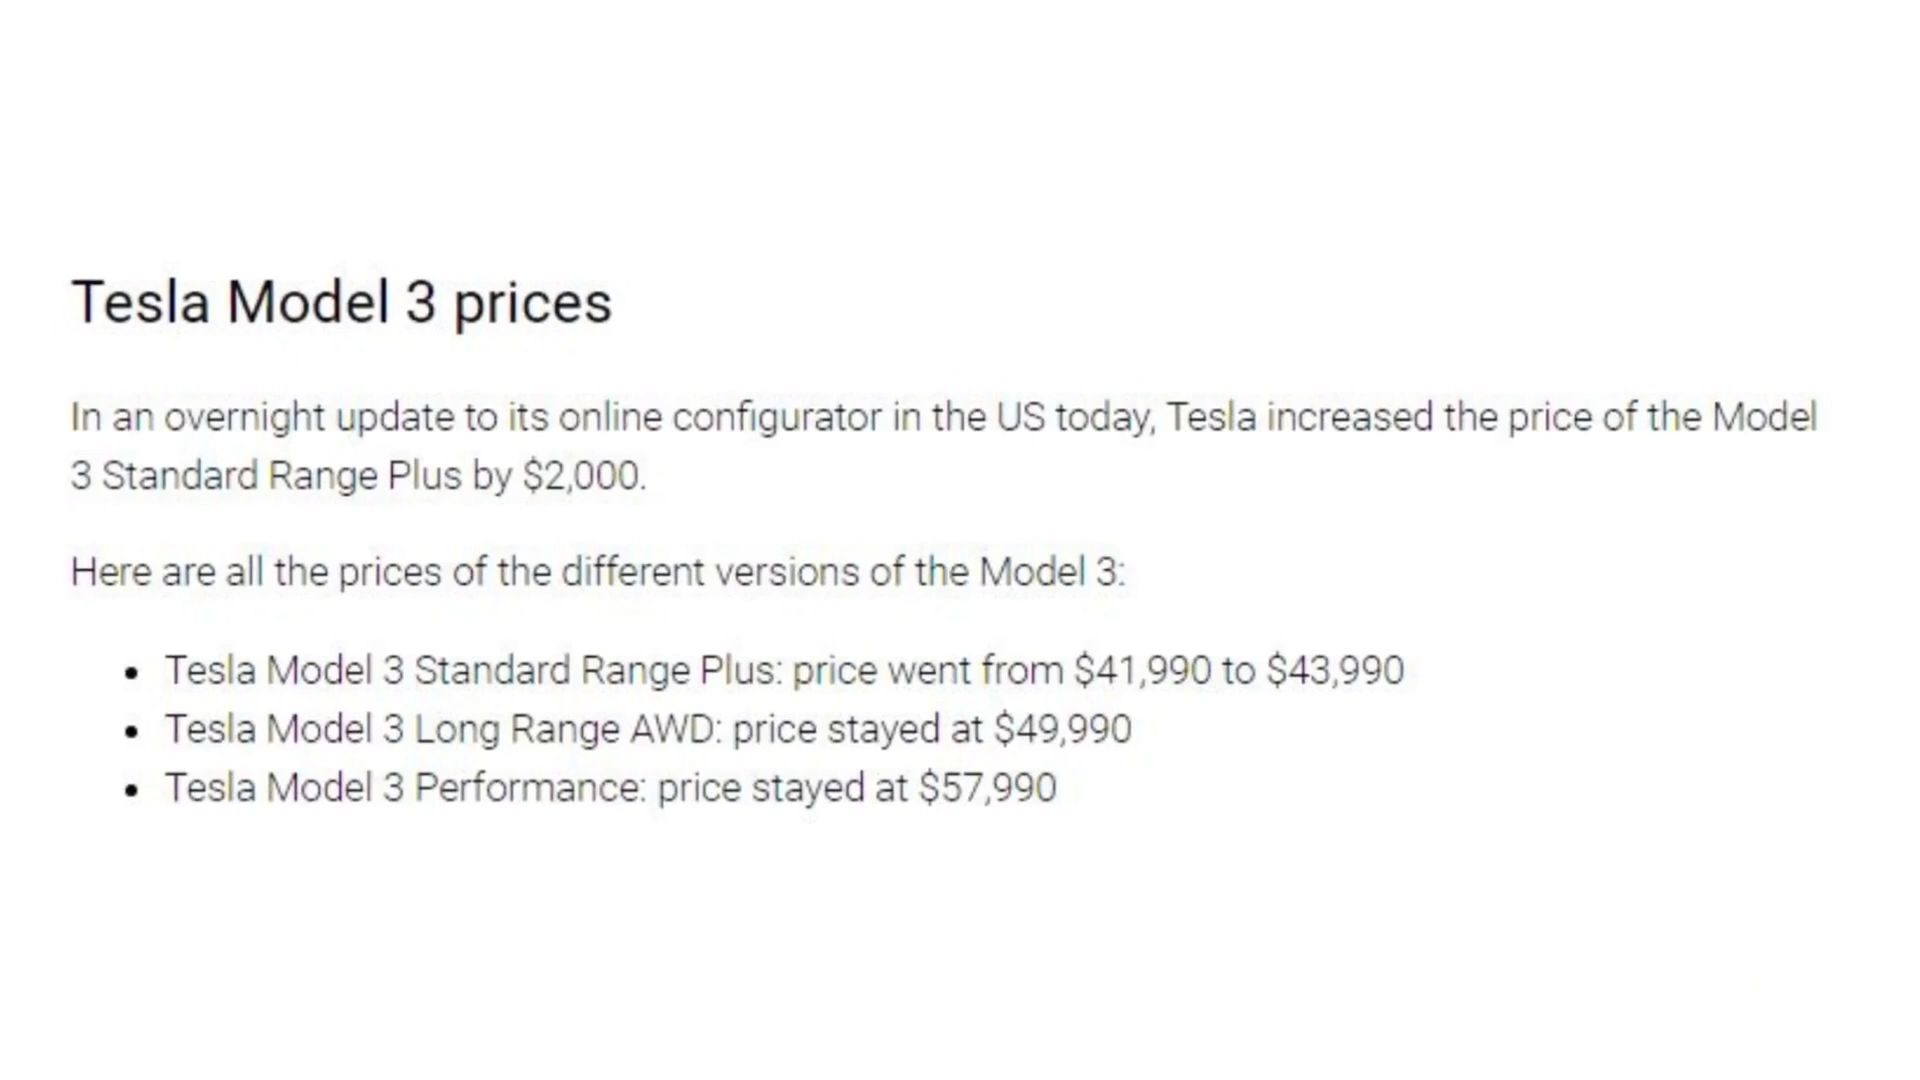 Tesla Model 3 prices
In an overnight update to its online configurator in the US today, Tesla increased the price of the Model
3 Standard Range Plus by $2,000.
Here are all the prices of the different versions of the Model 3:
• Tesla Model 3 Standard Range Plus: price went from $41,990 to $43,990
• Tesla Model 3 Long Range AWD: price stayed at $49,990
• Tesla Model 3 Performance: price stayed at $57,990